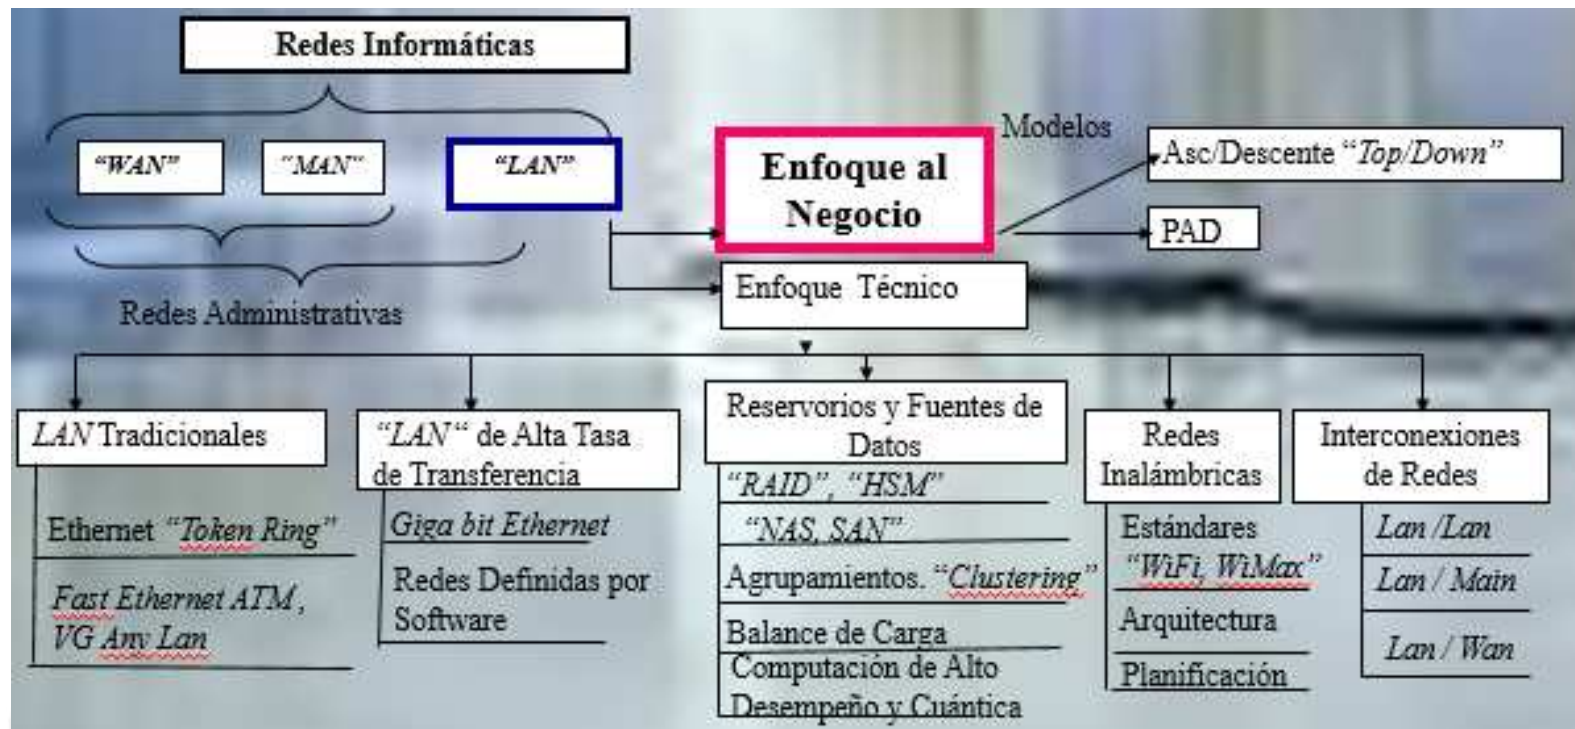 Redes Informáticas
“WAN”
“MAN“
“LAN”
Enfoque al
Negocio
Modelos
Asc/Descente “Top/Down”
PAD
Enfoque Técnico
Redes Administrativas
LAN Tradicionales
Ethernet “Token Ring”
Fast Ethernet ATM ,
VG Any Lan
“LAN“ de Alta Tasa
de Transferencia
Giga bit Ethernet
Redes Definidas por
Software
Reservorios y Fuentes de
Datos
“RAID”, “HSM”
“NAS, SAN”
Agrupamientos. “Clustering”
Balance de Carga
Computación de Alto
Desempeño y Cuántica
Redes
Inalámbricas
Estándares
“WiFi, WiMax”
Arquitectura
Planificación
Interconexiones
de Redes
Lan /Lan
Lan / Main
Lan / Wan